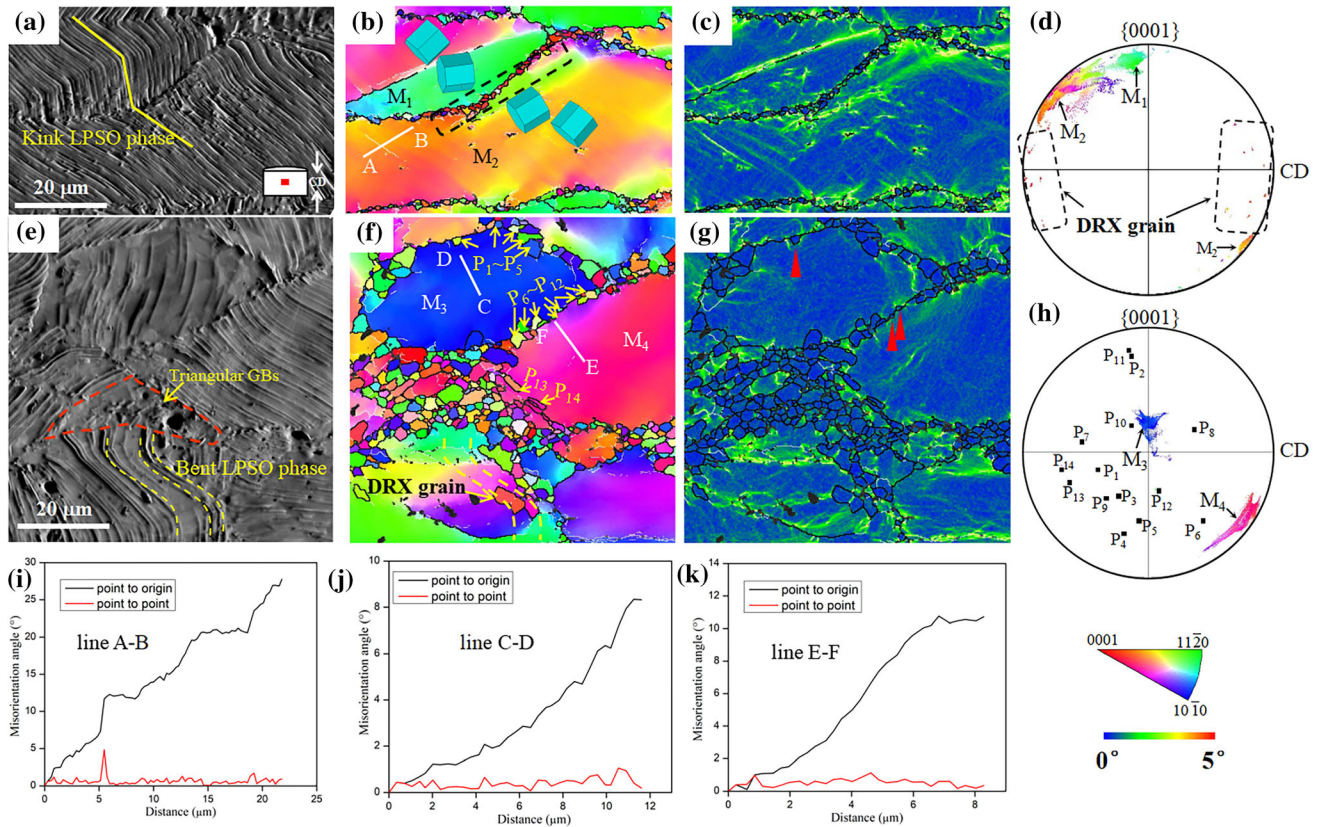 (a)
Kink LPSO phase
20 μm
CD
(b)
M1
A
B
M2
(c)
(d)
{0001}
M1
M2
CD
DRX grain
M2
(e)
Triangular GBs
Bent LPSO phase
20 μm
(f)
D
P1~P5
M3
C
P6~P12
F
E
M4
P13
P14
DRX grain
(g)
(h)
{0001}
P11
P2
P10
P7
P8
M3
CD
P14
P1
P13
P9
P3
P12
M4
P5
P6
P4
(i)
30
25
20
15
10
5
0
Misorientation angle (°)
point to origin
point to point
line A-B
0
5
10
15
20
25
Distance (μm)
(j)
10
8
6
4
2
0
Misorientation angle (°)
point to origin
point to point
line C-D
0
2
4
6
8
10
12
Distance (μm)
(k)
14
12
10
8
6
4
2
0
Misorientation angle (°)
point to origin
point to point
line E-F
0
2
4
6
8
Distance (μm)
0001
112̄0
101̄0
0°
5°